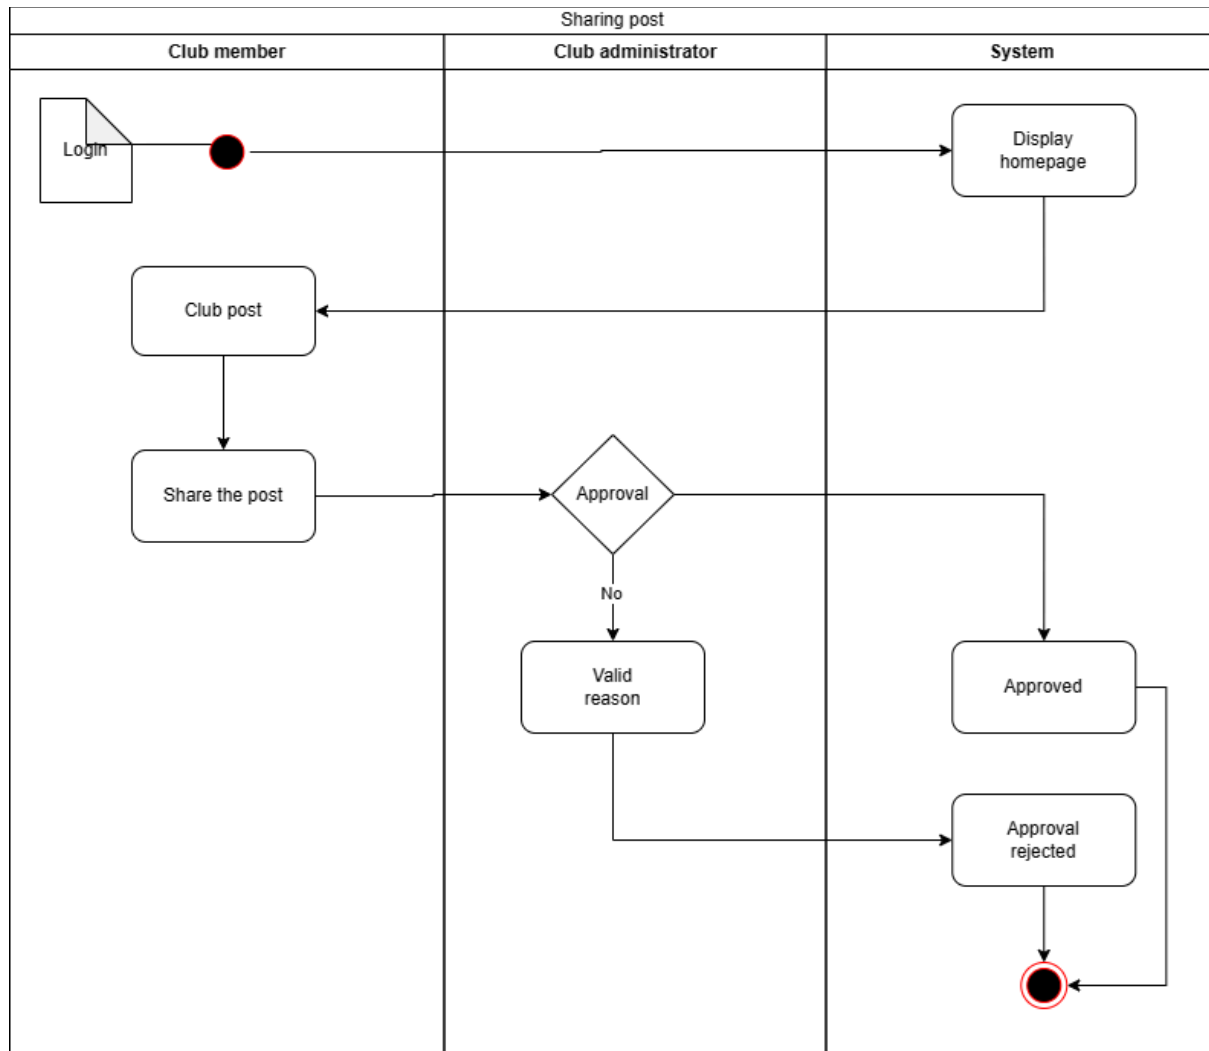 Sharing post
Club member
Club administrator
System
Login
Display
homepage
Club post
Share the post
Approval
No
Valid
reason
Approved
Approval
rejected